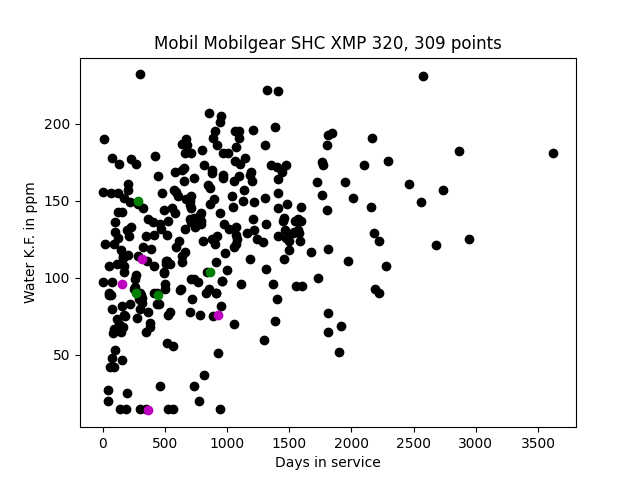 Mobil Mobilgear SHC XMP 320, 309 points
200
150
100
50
Water K.F. in ppm
0 500 1000 1500 2000 2500 3000 3500
Days in service